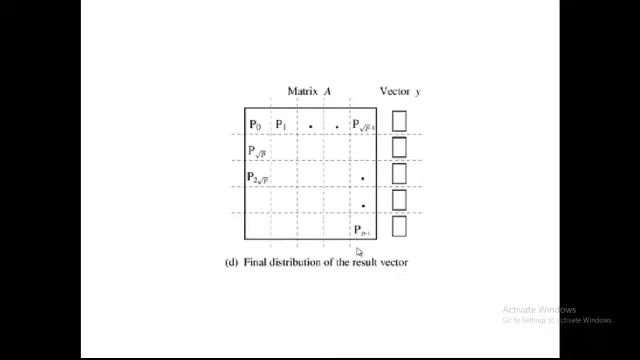 Matrix A Vector y
P0 P1 . . P√p-1
P√p
P2√p .
.
Pp-1
(d) Final distribution of the result vector
Activate Windows
Go to Settings to activate Windows.